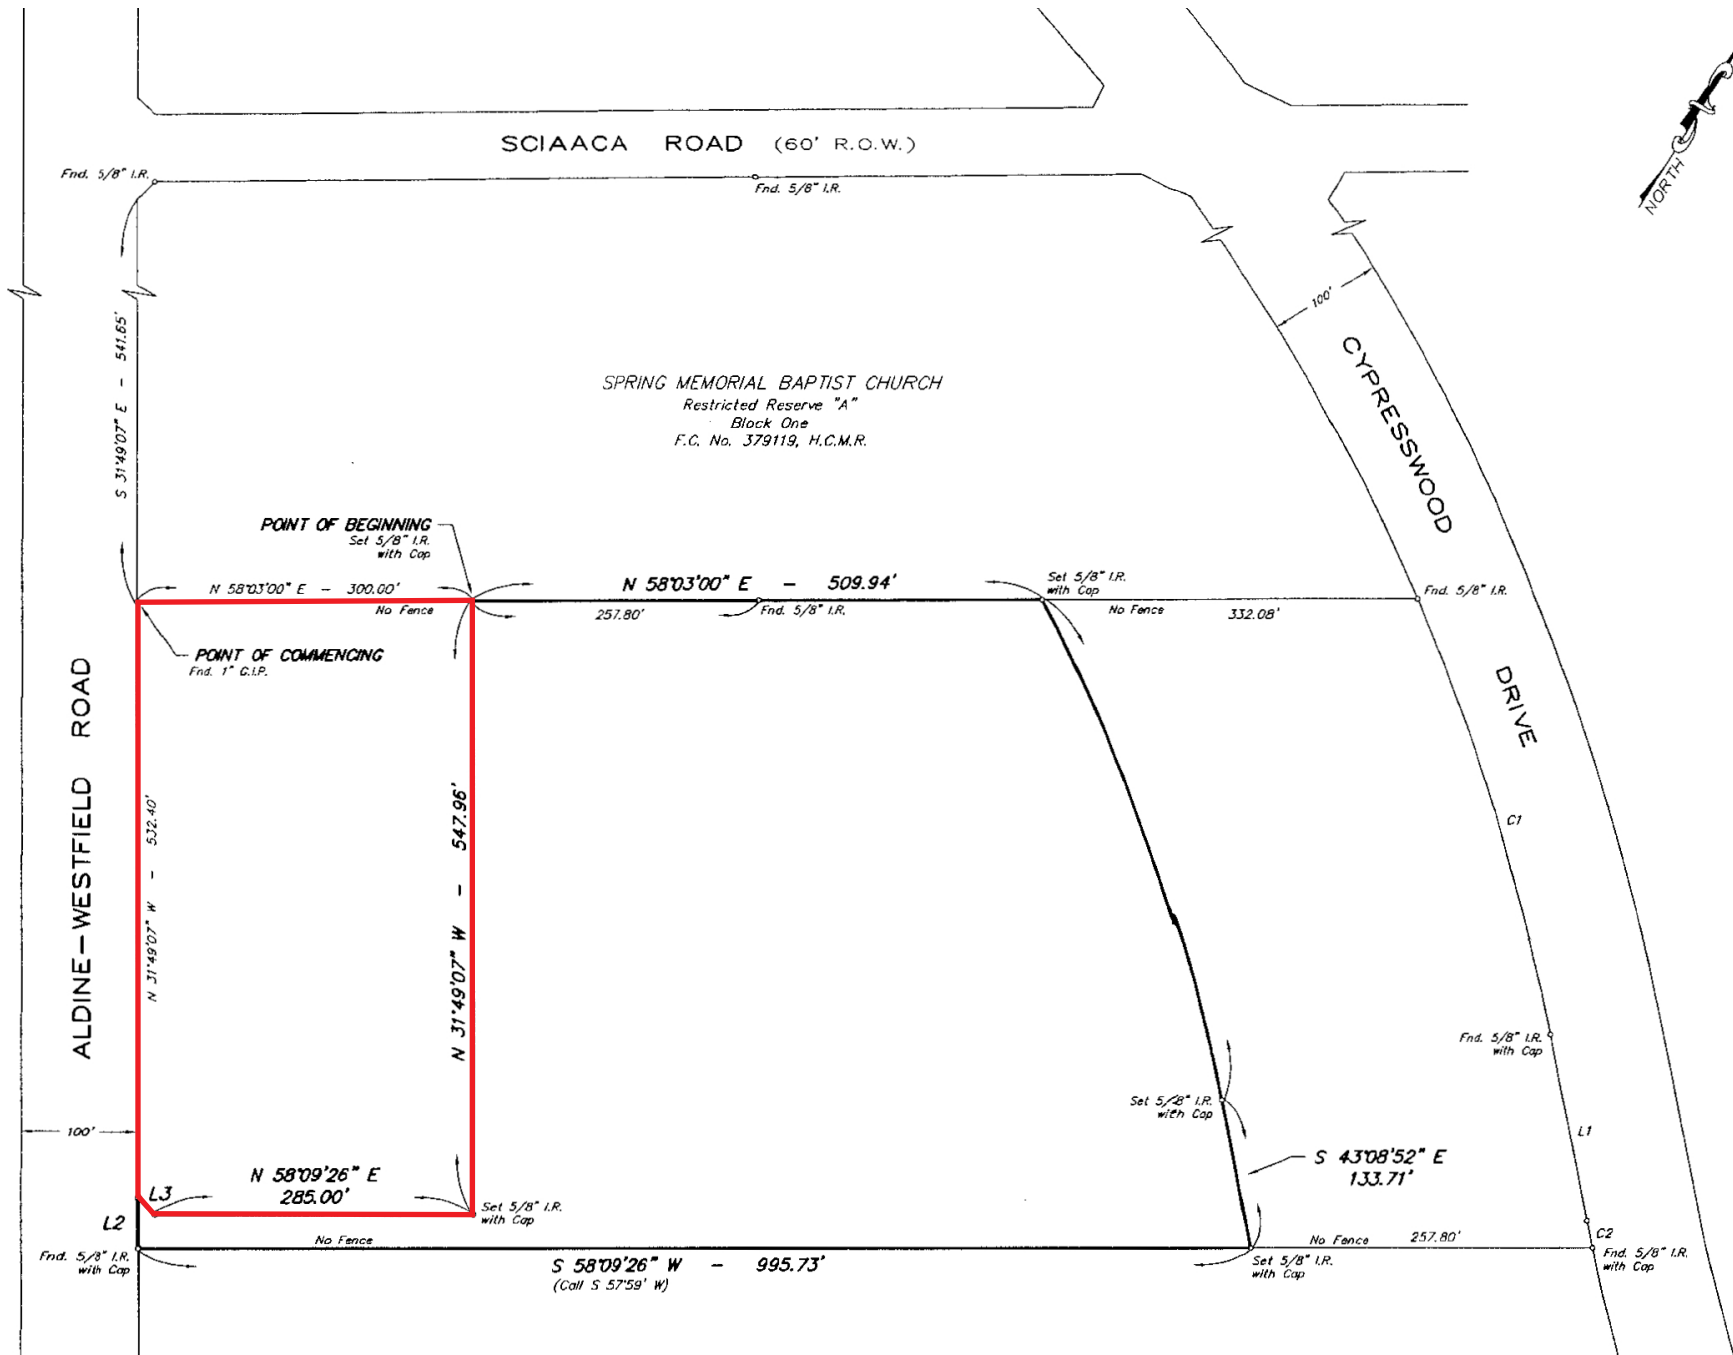 SCIAACA ROAD (60' R.O.W.)
NORTH
Fnd. 5/8" I.R.
Fnd. 5/8" I.R.
100'
S 31°49'07" E - 541.65'
CYPRESSWOOD
DRIVE
SPRING MEMORIAL BAPTIST CHURCH
Restricted Reserve "A"
Block One
F.C. No. 379119, H.C.M.R.
POINT OF BEGINNING
Set 5/8" I.R.
with Cap
N 58°03'00" E - 300.00'
No Fence
N 58°03'00" E - 509.94'
257.80'
Fnd. 5/8" I.R.
Set 5/8" I.R.
with Cap
No Fence
332.08'
Fnd. 5/8" I.R.
POINT OF COMMENCING
Fnd. 1" G.I.P.
ALDINE-WESTFIELD ROAD
N 31°49'07" W - 532.40'
N 31°49'07" W - 547.96'
C1
Fnd. 5/8" I.R.
with Cap
Set 5/8" I.R.
with Cap
100'
L1
S 43°08'52" E
133.71'
L3
N 58°09'26" E
285.00'
Set 5/8" I.R.
with Cap
L2
No Fence
Fnd. 5/8" I.R.
with Cap
S 58°09'26" W - 995.73'
(Call S 57°59' W)
Set 5/8" I.R.
with Cap
No Fence
257.80'
C2
Fnd. 5/8" I.R.
with Cap